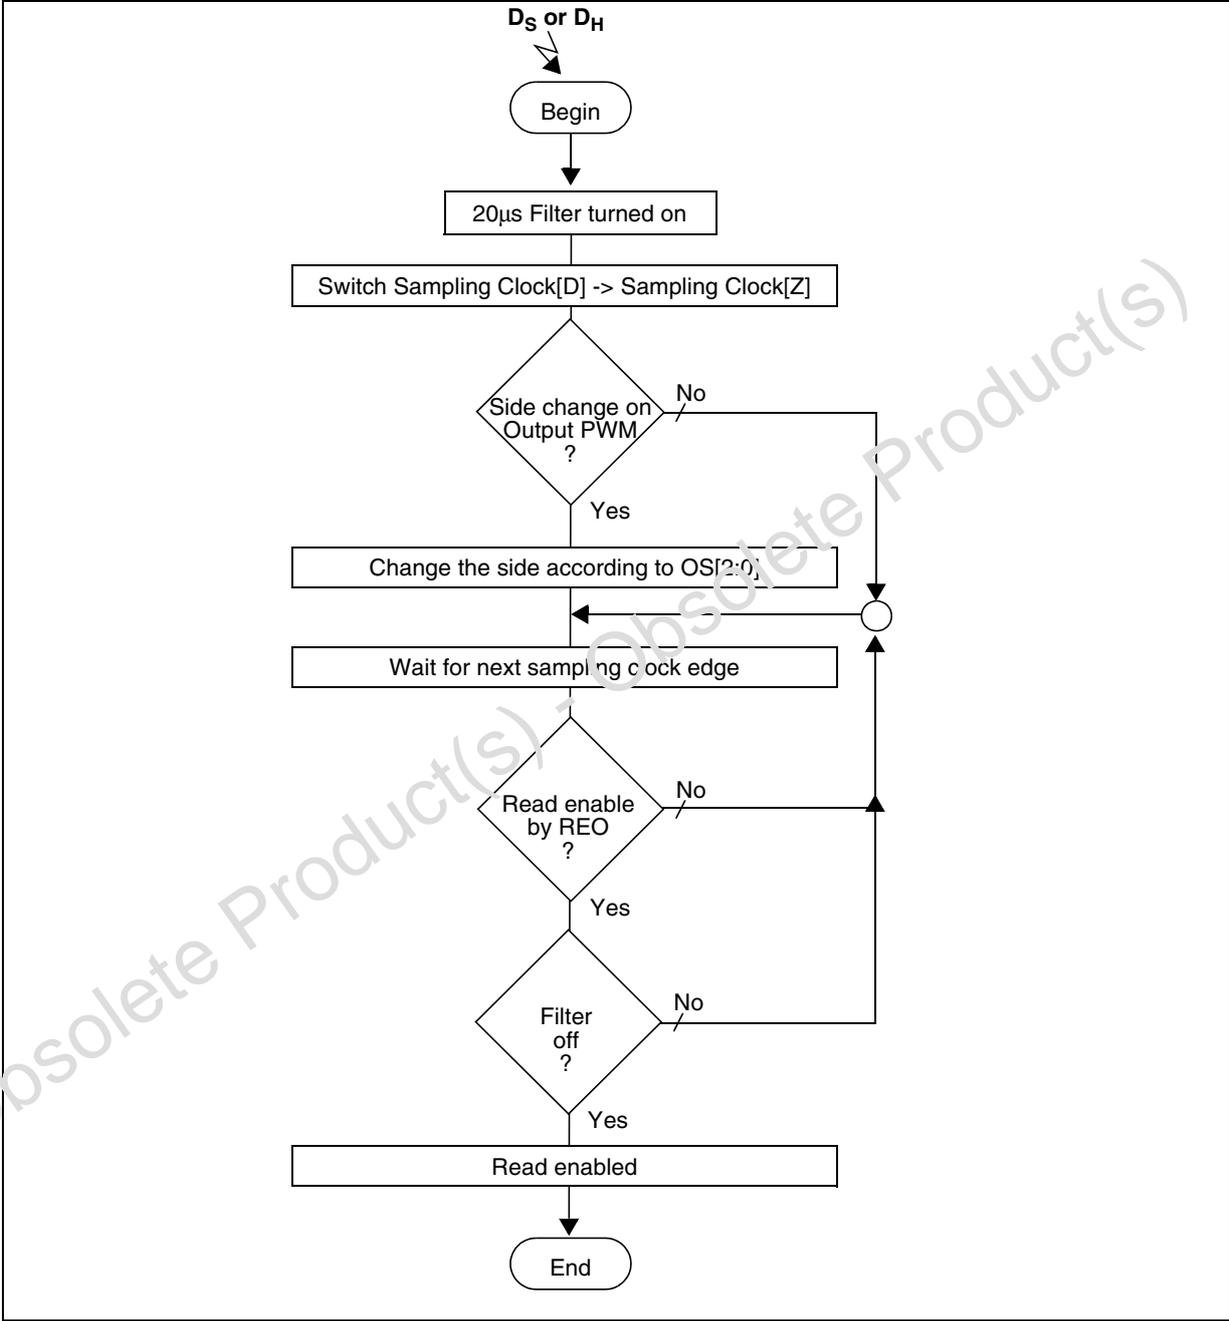 DS or DH
Begin
20µs Filter turned on
Switch Sampling Clock[D] -> Sampling Clock[Z]
Side change on
Output PWM
?
No
Yes
Change the side according to OS[2:0]
Wait for next sampling clock edge
Read enable
by REO
?
No
Yes
Filter
off
?
No
Yes
Read enabled
End
bsolete Product(s) - Obsolete Product(s)